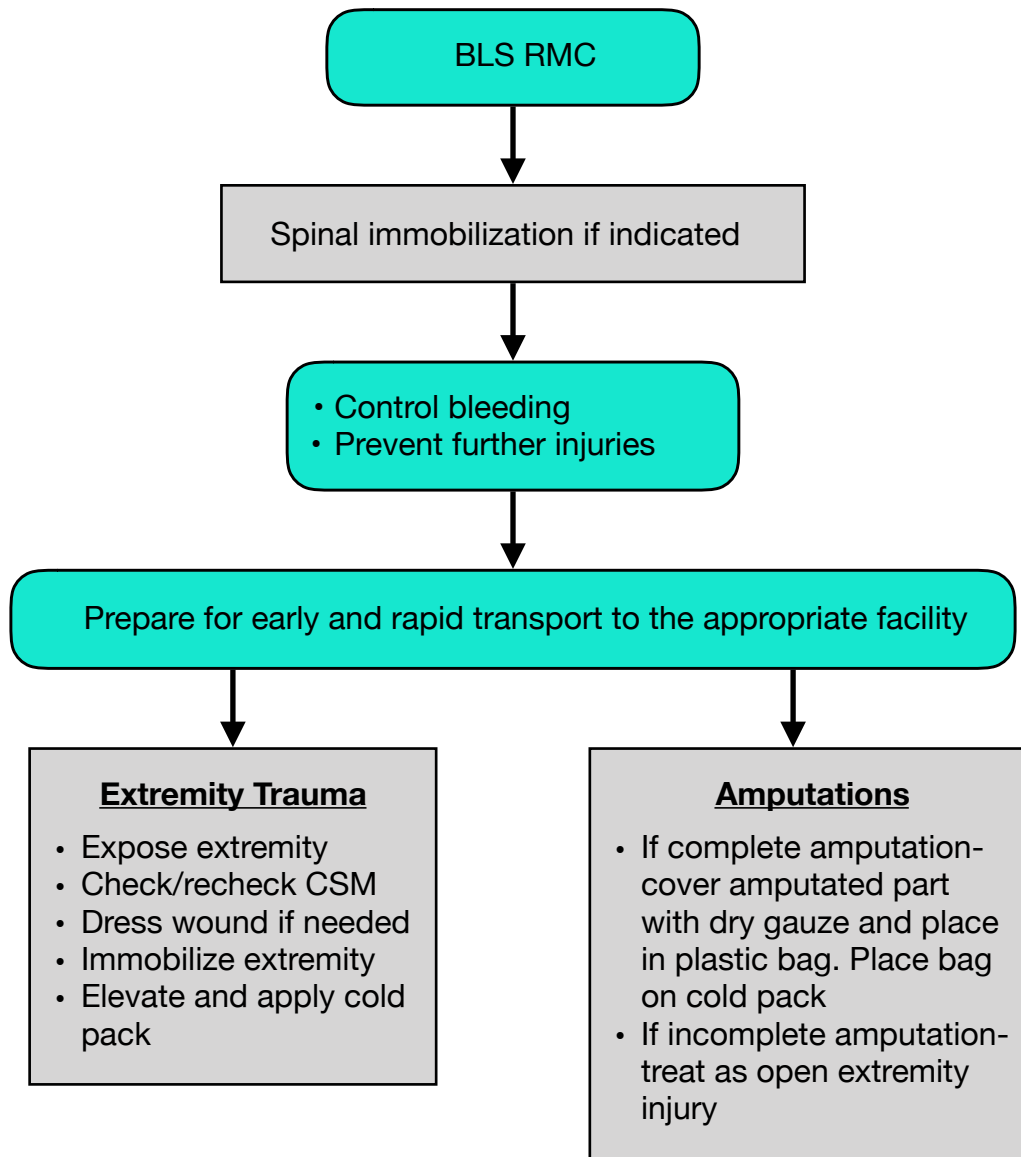 BLS RMC
Spinal immobilization if indicated
• Control bleeding
• Prevent further injuries
Prepare for early and rapid transport to the appropriate facility
Extremity Trauma
• Expose extremity
• Check/recheck CSM
• Dress wound if needed
• Immobilize extremity
• Elevate and apply cold
pack
Amputations
• If complete amputation-
cover amputated part
with dry gauze and place
in plastic bag. Place bag
on cold pack
• If incomplete amputation-
treat as open extremity
injury